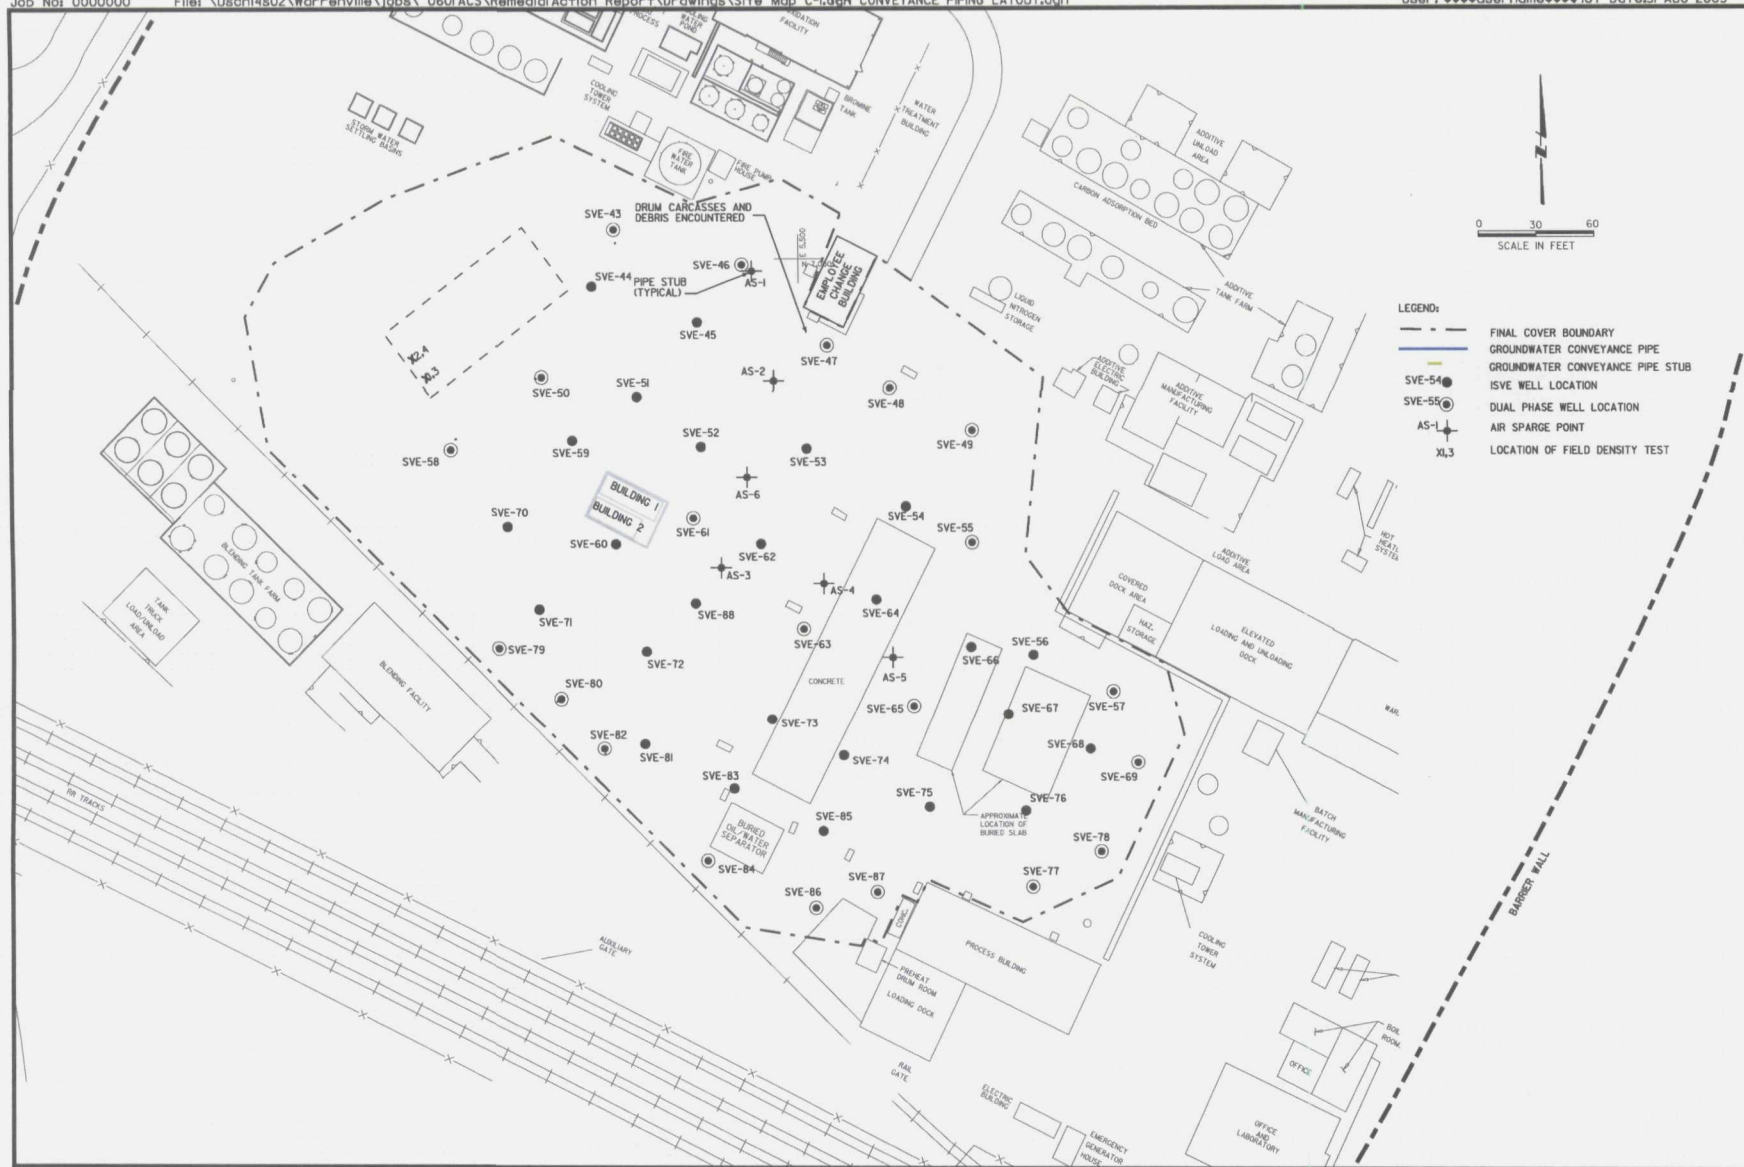 Job No: 0000000
OXIDATION
FACILITY
PROCESS
WATER
POND
COOLING
TOWER
SYSTEM
STORM WATER
SETTLING BASINS
FIRE
WATER
TANK
FIRE PUMP
HOUSE
BROMINE
TANK
WATER
TREATMENT
BUILDING
ADDITIVE
UNLOAD
AREA
CARBON ADSORPTION BED
ADDITIVE
TANK FARM
LIQUID
NITROGEN
STORAGE
0 30 60
SCALE IN FEET
LEGEND:
FINAL COVER BOUNDARY
GROUNDWATER CONVEYANCE PIPE
GROUNDWATER CONVEYANCE PIPE STUB
SVE-54 ISVE WELL LOCATION
SVE-55 DUAL PHASE WELL LOCATION
AS-1 AIR SPARGE POINT
X1,3 LOCATION OF FIELD DENSITY TEST
SVE-43
DRUM CARCASSES AND
DEBRIS ENCOUNTERED
E 5,500
SVE-46
AS-1
SVE-44
PIPE STUB
(TYPICAL)
EMPLOYEE
CHANGE
BUILDING
SVE-45
SVE-47
X2,4
X1,3
AS-2
SVE-50
SVE-51
SVE-48
SVE-49
ADDITIVE
ELECTRIC
BUILDING
ADDITIVE
MANUFACTURING
FACILITY
SVE-58
SVE-59
SVE-52
SVE-53
AS-6
BUILDING 1
BUILDING 2
SVE-70
SVE-60
SVE-61
SVE-62
SVE-54
SVE-55
HOT
ADDITIVE
LOAD AREA
COVERED
DOCK AREA
HAZ.
STORAGE
ELEVATED
LOADING AND UNLOADING
DOCK
AS-3
AS-4
SVE-71
SVE-88
SVE-64
BLENDING TANK FARM
TANK
TRUCK
LOAD/UNLOAD
AREA
BLENDING FACILITY
SVE-79
SVE-72
SVE-63
SVE-66
SVE-56
CONCRETE
AS-5
SVE-80
SVE-65
SVE-67
SVE-57
SVE-73
SVE-82
SVE-81
SVE-74
SVE-68
SVE-69
SVE-83
SVE-75
SVE-76
APPROXIMATE
LOCATION OF
BURIED SLAB
BURIED
OIL/WATER
SEPARATOR
SVE-85
SVE-78
SVE-84
SVE-87
SVE-77
SVE-86
RR TRACKS
BATCH
MANUFACTURING
FACILITY
BARRIER WALL
CONC.
PROCESS BUILDING
COOLING
TOWER
SYSTEM
AUXILIARY
GATE
PREHEAT
DRUM ROOM
LOADING DOCK
RAIL
GATE
ELECTRIC
BUILDING
EMERGENCY
GENERATOR
HOUSE
OFFICE
OFFICE
AND
LABORATORY
ROOM